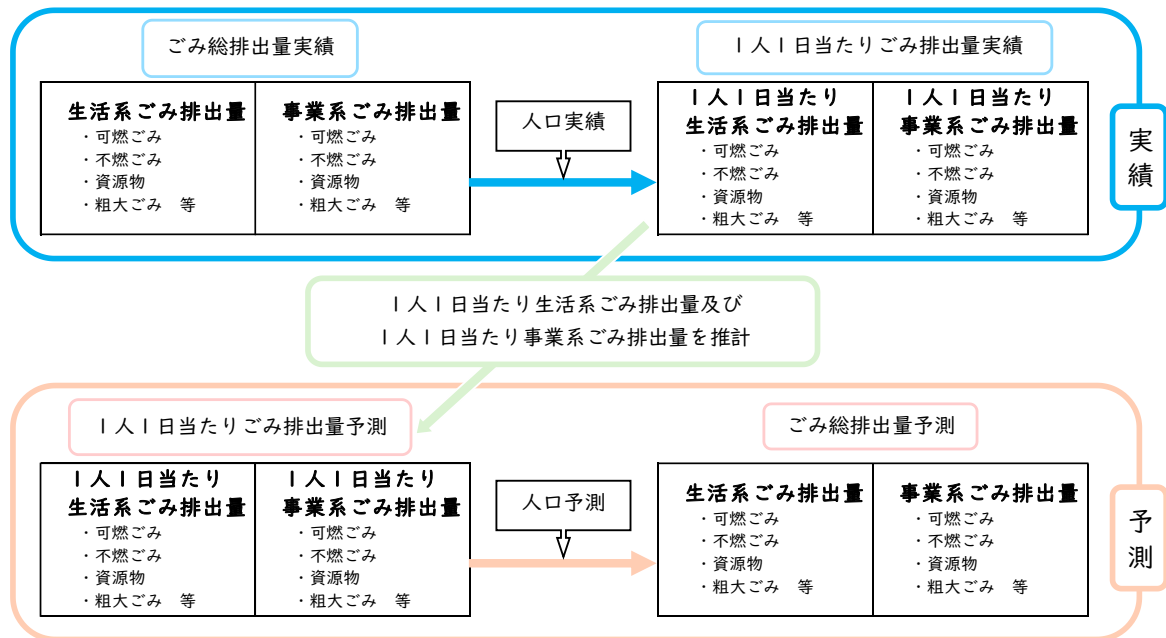 ごみ総排出量実績
生活系ごみ排出量
・可燃ごみ
・不燃ごみ
・資源物
・粗大ごみ 等
事業系ごみ排出量
・可燃ごみ
・不燃ごみ
・資源物
・粗大ごみ 等
人口実績
1人1日当たりごみ排出量実績
1人1日当たり
生活系ごみ排出量
・可燃ごみ
・不燃ごみ
・資源物
・粗大ごみ 等
1人1日当たり
事業系ごみ排出量
・可燃ごみ
・不燃ごみ
・資源物
・粗大ごみ 等
実績
1人1日当たり生活系ごみ排出量及び
1人1日当たり事業系ごみ排出量を推計
1人1日当たりごみ排出量予測
1人1日当たり
生活系ごみ排出量
・可燃ごみ
・不燃ごみ
・資源物
・粗大ごみ 等
1人1日当たり
事業系ごみ排出量
・可燃ごみ
・不燃ごみ
・資源物
・粗大ごみ 等
人口予測
ごみ総排出量予測
生活系ごみ排出量
・可燃ごみ
・不燃ごみ
・資源物
・粗大ごみ 等
事業系ごみ排出量
・可燃ごみ
・不燃ごみ
・資源物
・粗大ごみ 等
予測